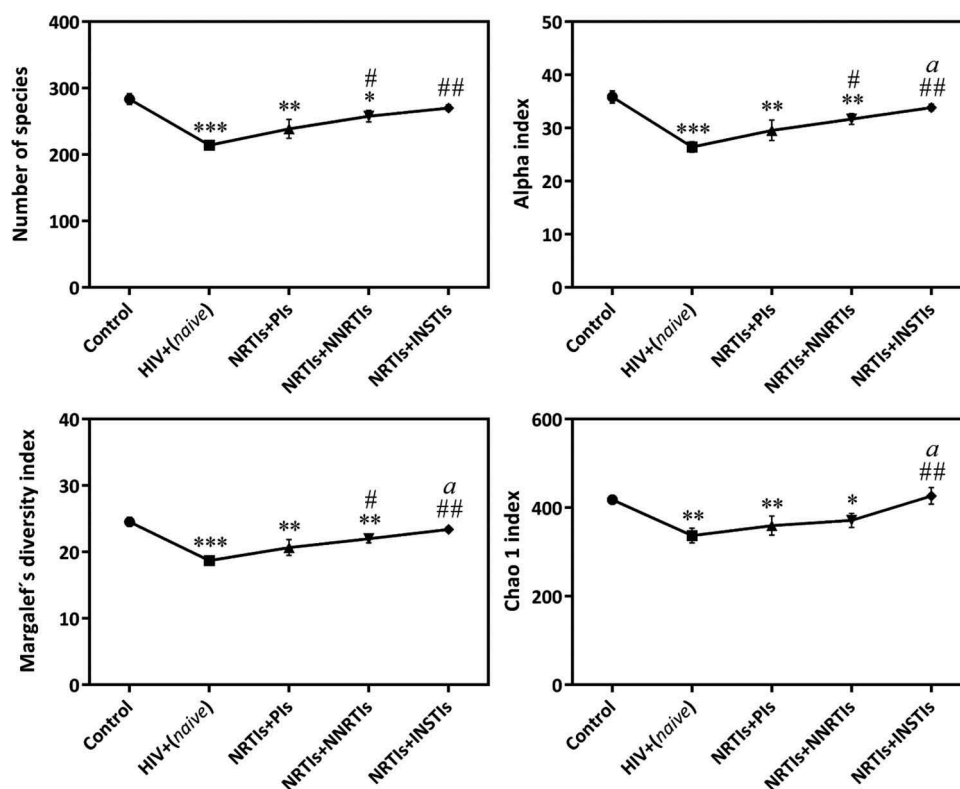 Number of species
400
300
200
100
0
***
**
#
*
##
Control
HIV+(naive)
NRTIs+PIs
NRTIs+NNRTIs
NRTIs+INSTIs
Alpha index
50
40
30
20
10
0
***
**
#
**
a
##
Control
HIV+(naive)
NRTIs+PIs
NRTIs+NNRTIs
NRTIs+INSTIs
Margalef´s diversity index
40
30
20
10
0
***
**
#
**
a
##
Control
HIV+(naive)
NRTIs+PIs
NRTIs+NNRTIs
NRTIs+INSTIs
Chao 1 index
600
400
200
0
**
**
*
a
##
Control
HIV+(naive)
NRTIs+PIs
NRTIs+NNRTIs
NRTIs+INSTIs